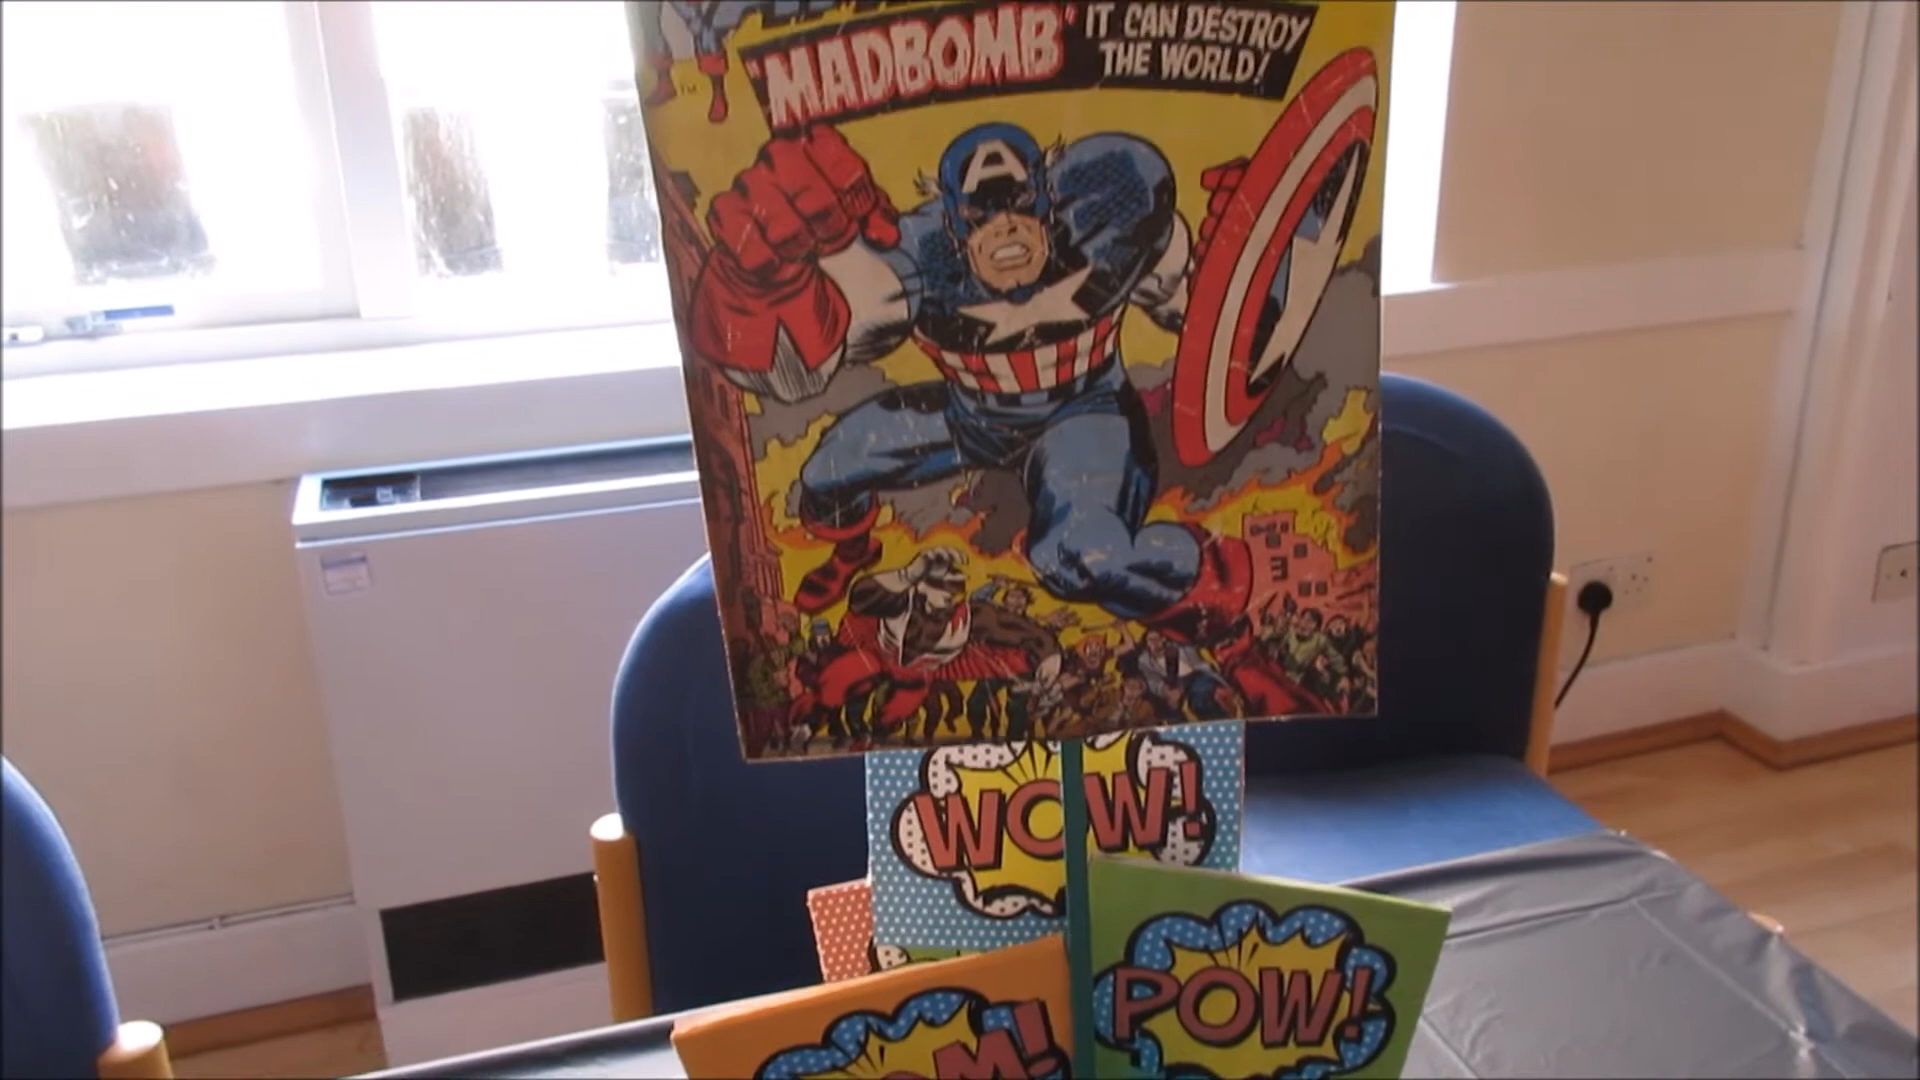 "MADBOMB" IT CAN DESTROY
THE WORLD!
A
WOW!
POW!